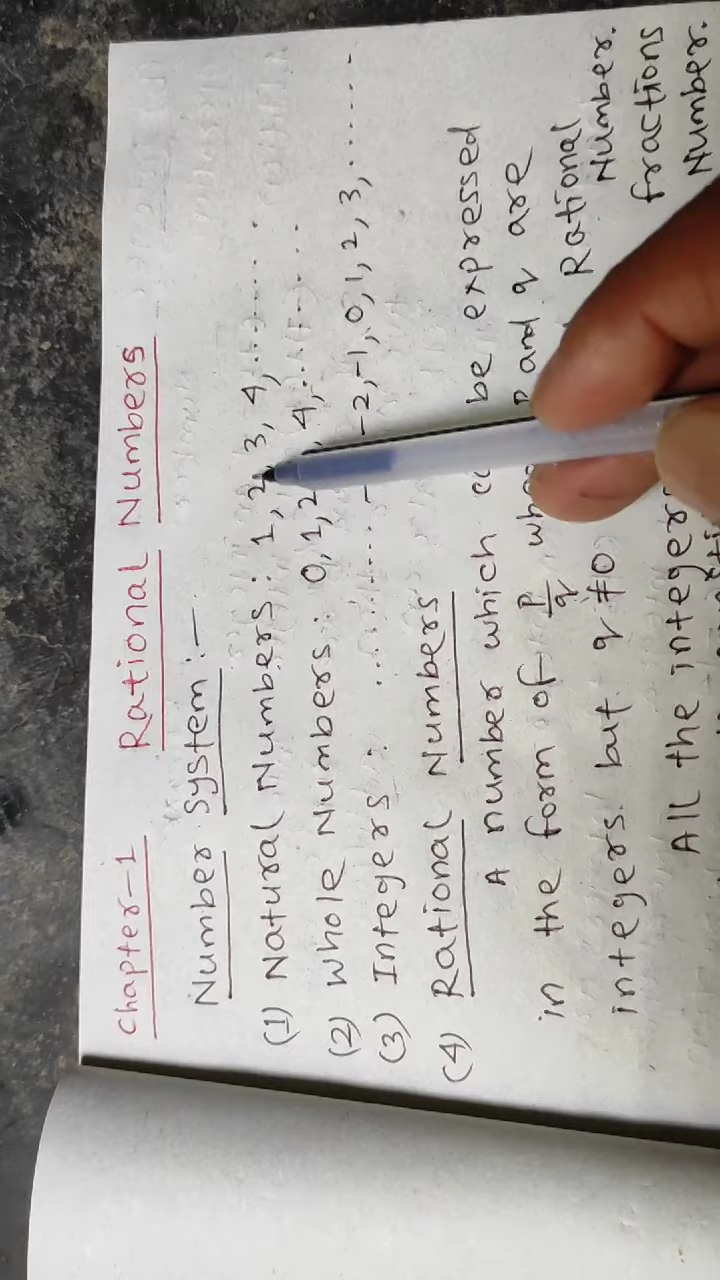 Chapter-1 Rational Numbers
Number System:-
(1) Natural Numbers: 1, 2, 3, 4, ........
(2) Whole Numbers: 0, 1, 2, 4, ........
(3) Integers: ........ -2, -1, 0, 1, 2, 3, ......
(4) Rational Numbers
A number which be expressed
in the form of p/q P and q are
integers but q ≠ 0. Rational Number.
All the integers fractions
Number.